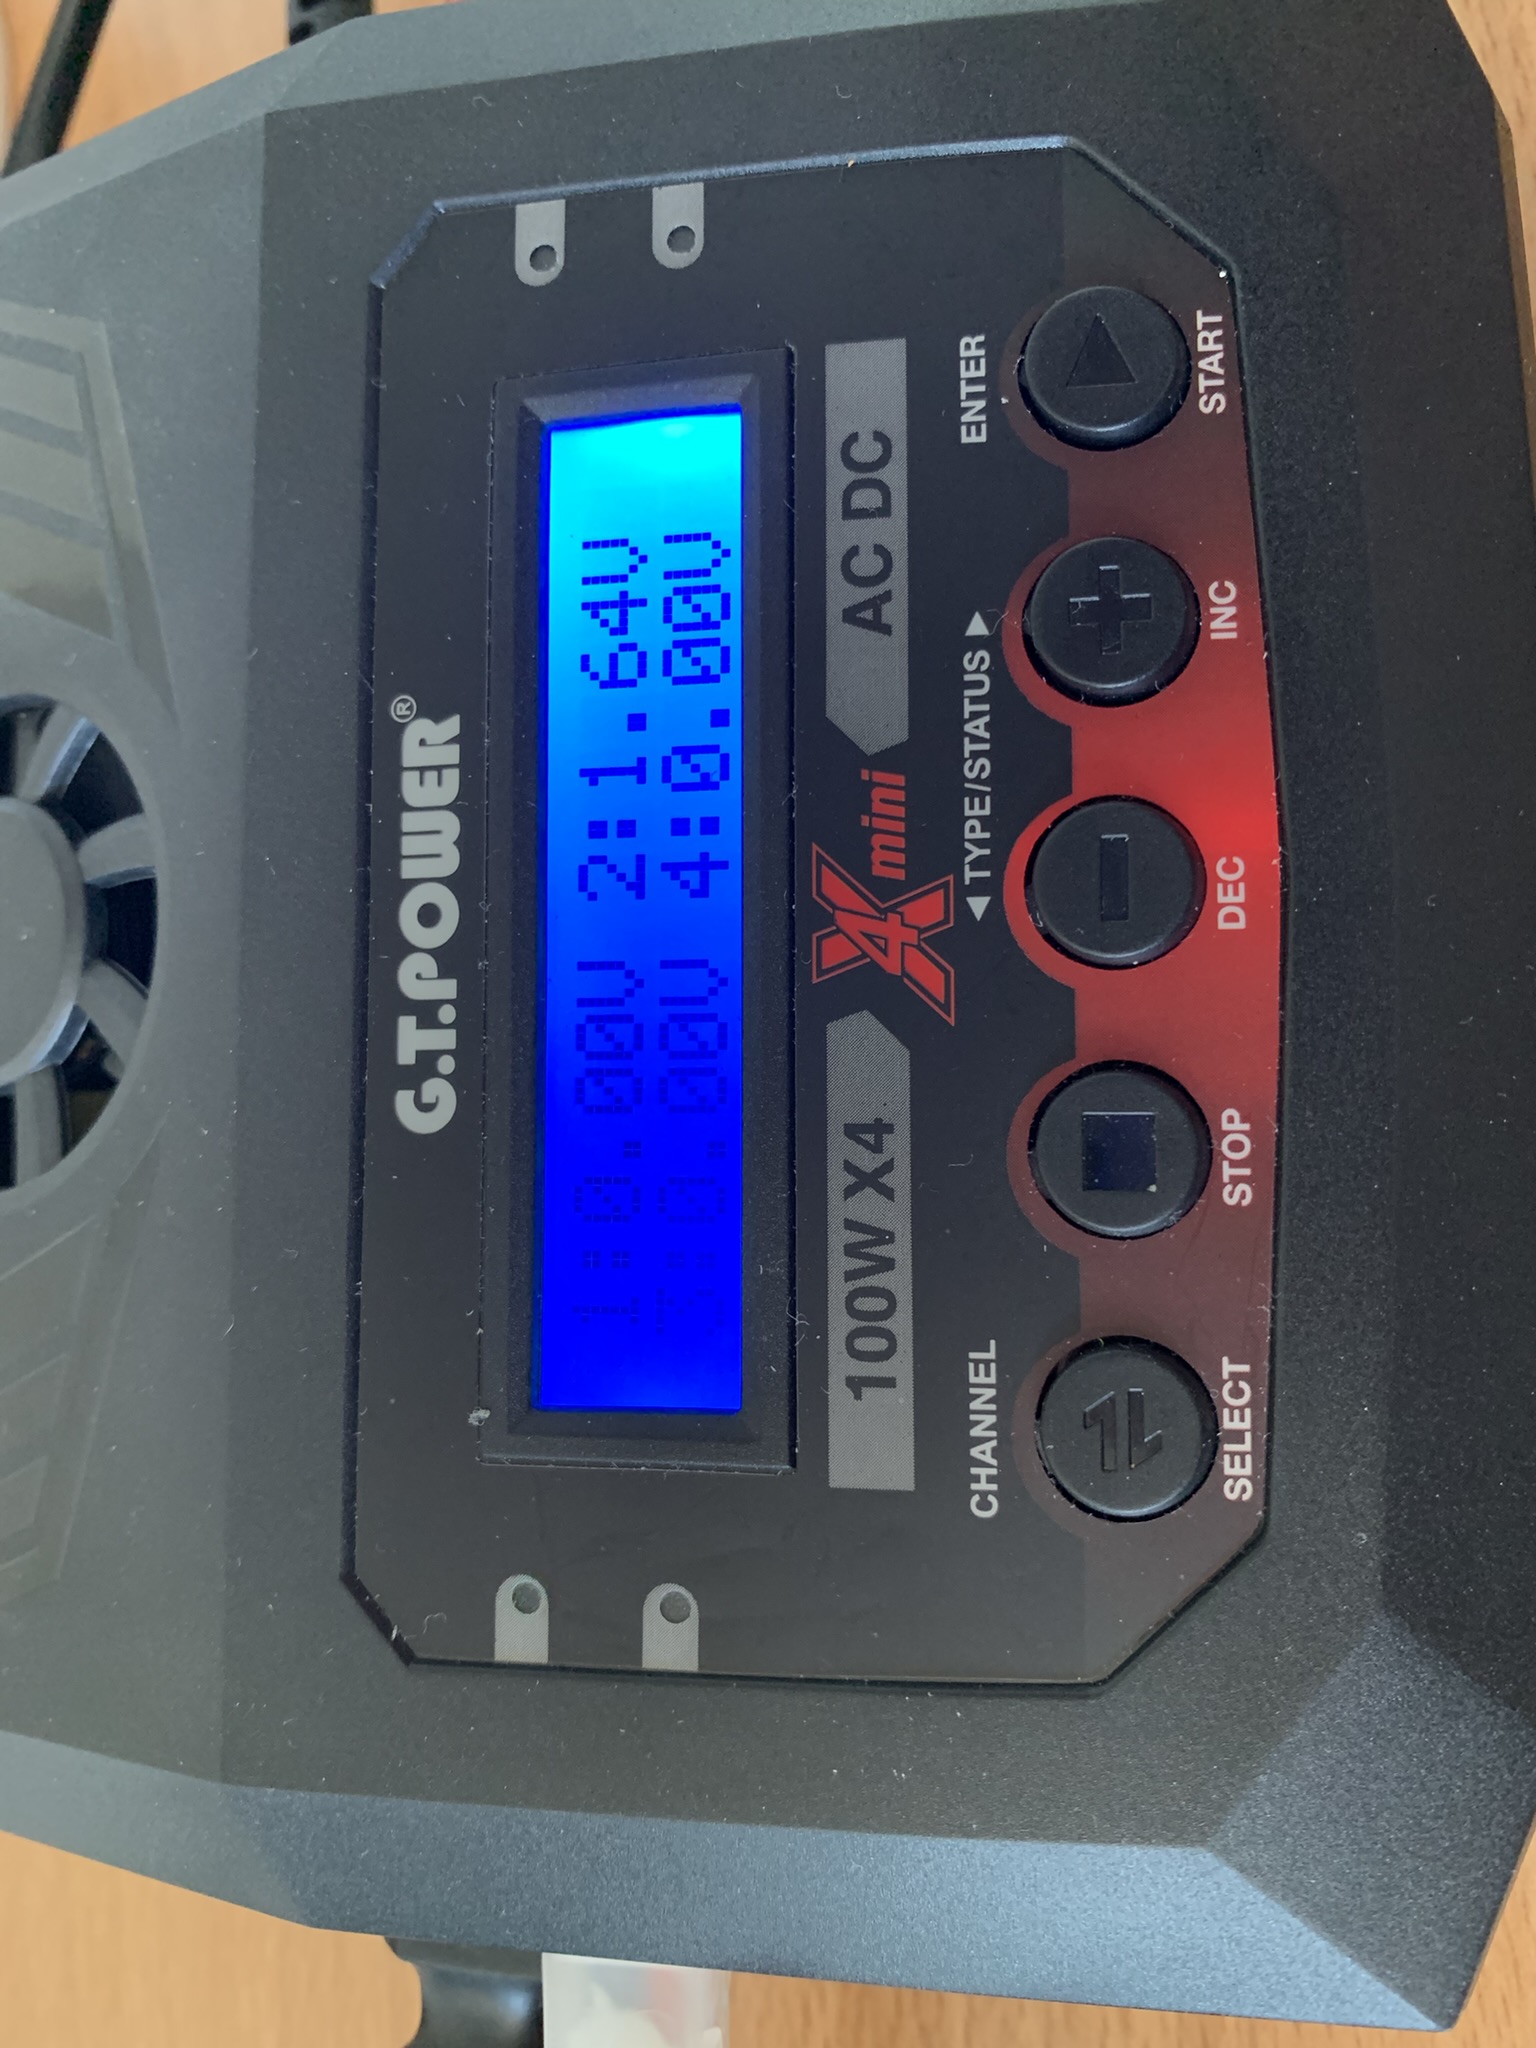 G.T.POWER®
1:0.00V 2:1.64V
3:0.00V 4:0.00V
100W X4 X4 mini AC DC
CHANNEL ◀ TYPE/STATUS ▶ ENTER
SELECT STOP DEC INC START